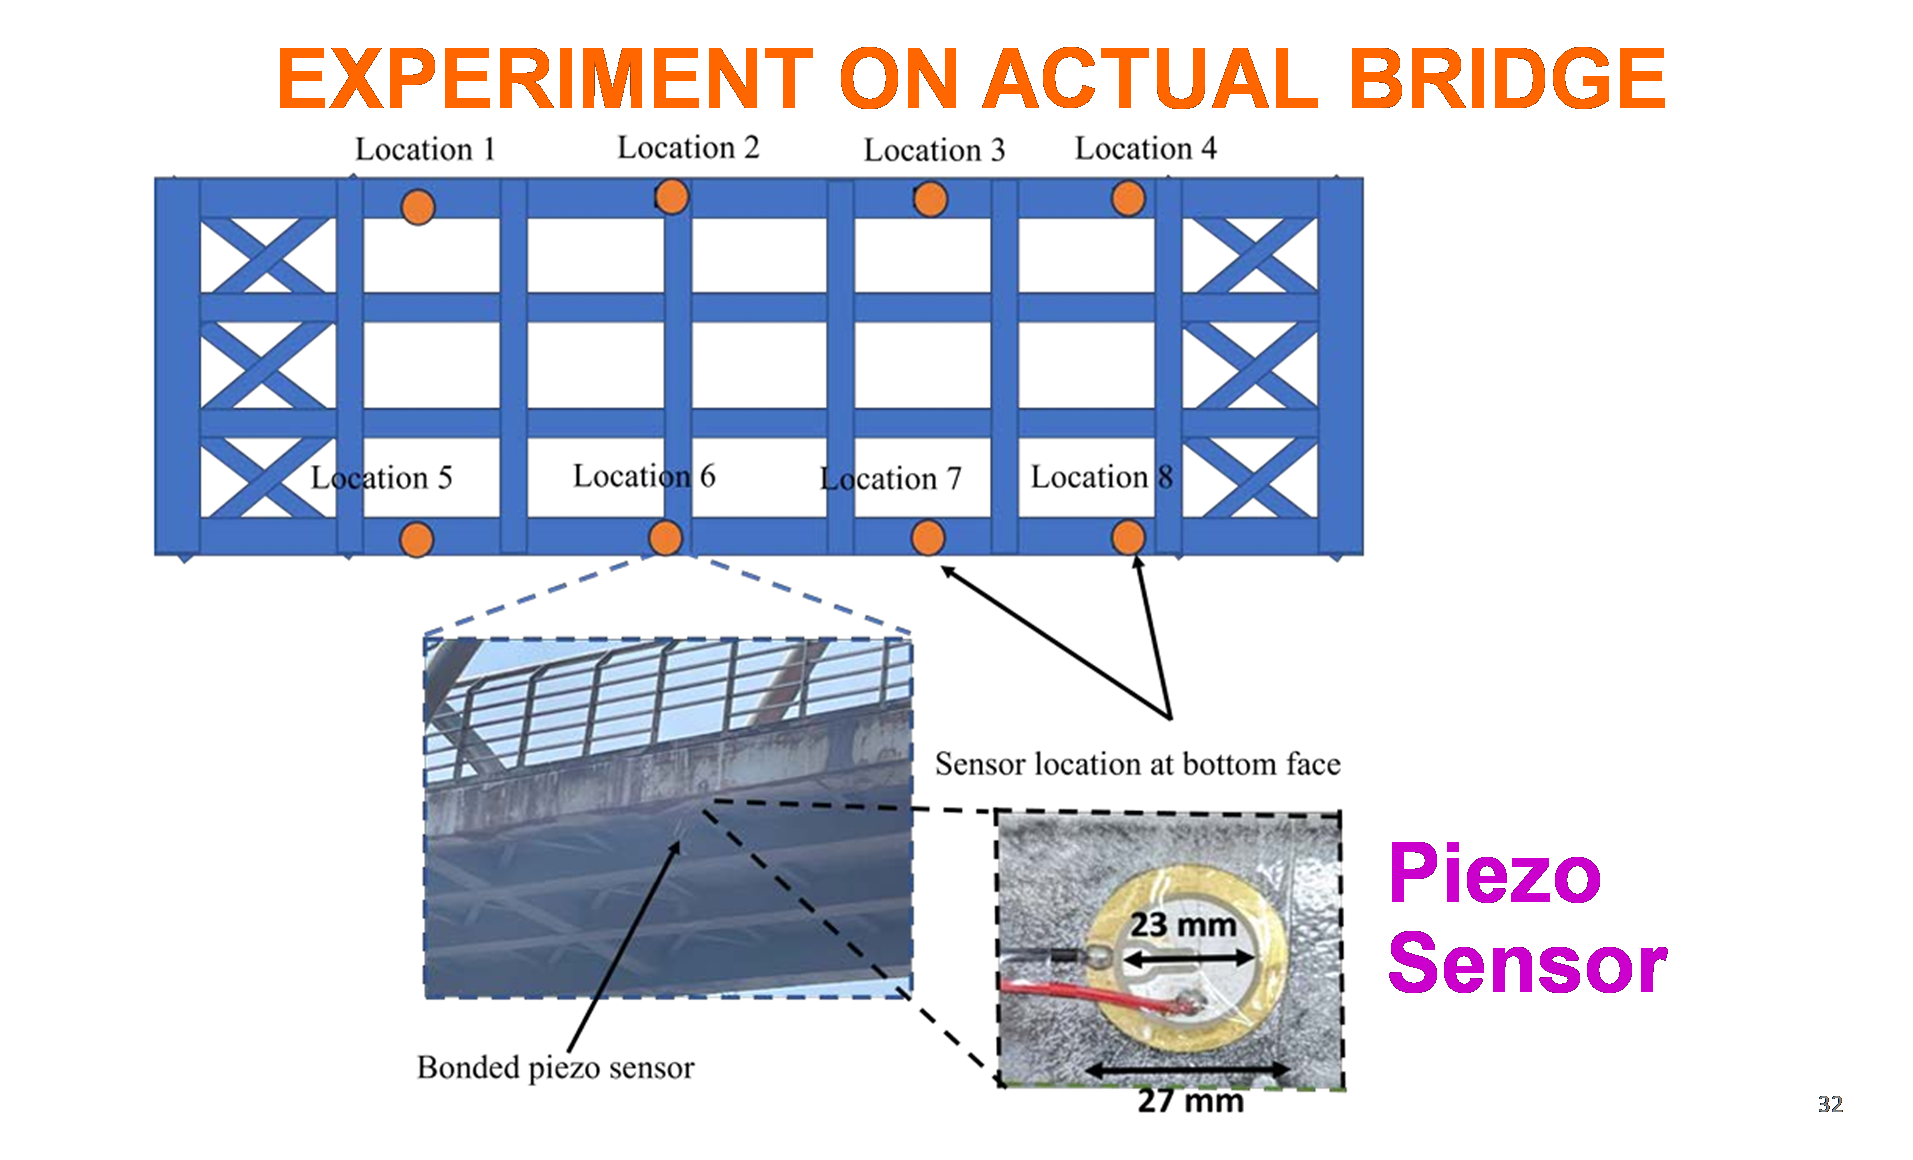 EXPERIMENT ON ACTUAL BRIDGE
Location 1
Location 2
Location 3
Location 4
Location 5
Location 6
Location 7
Location 8
Sensor location at bottom face
23 mm
27 mm
Piezo
Sensor
Bonded piezo sensor
32